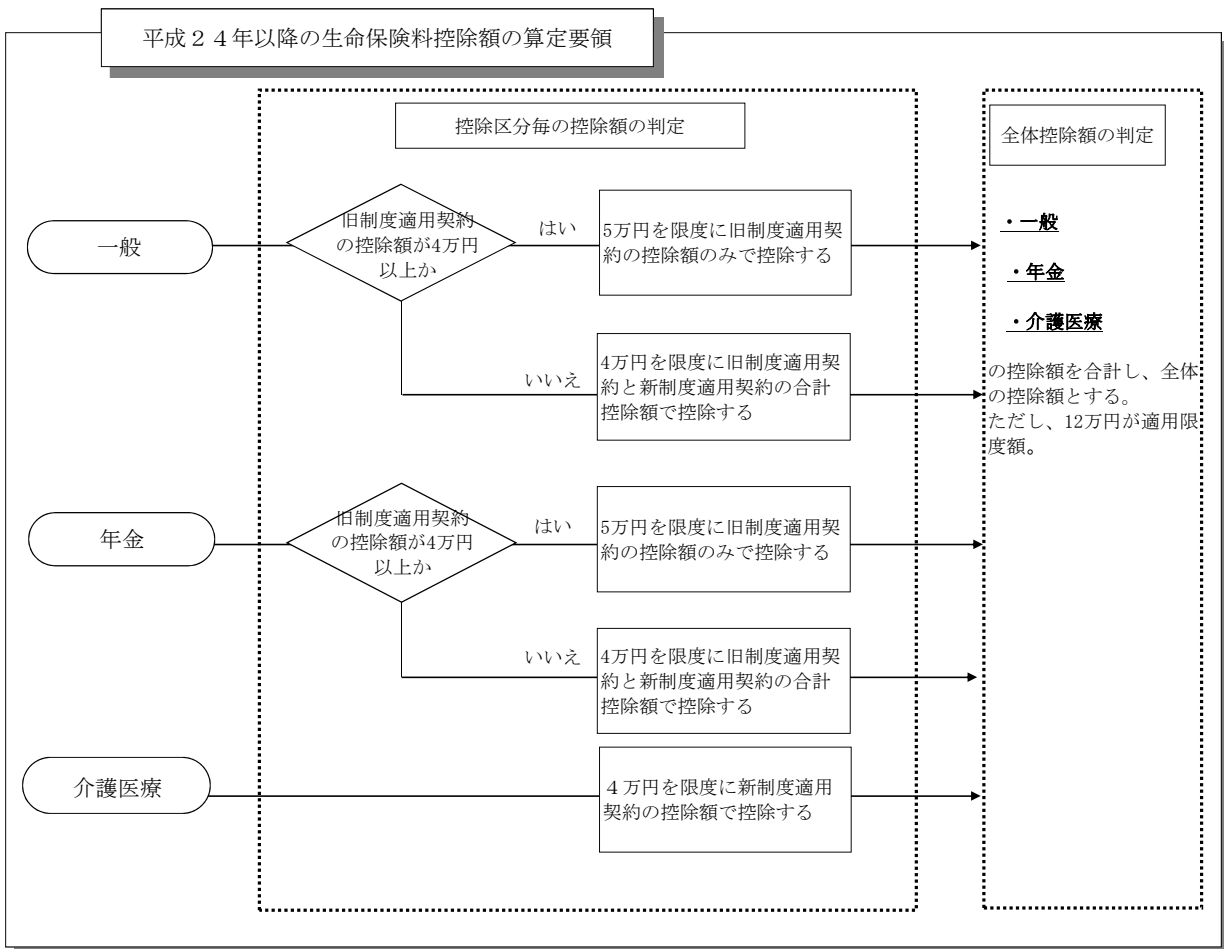 平成２４年以降の生命保険料控除額の算定要領
控除区分毎の控除額の判定
全体控除額の判定
一般
旧制度適用契約
の控除額が4万円
以上か
はい
5万円を限度に旧制度適用契
約の控除額のみで控除する
いいえ
4万円を限度に旧制度適用契
約と新制度適用契約の合計
控除額で控除する
年金
旧制度適用契約
の控除額が4万円
以上か
はい
5万円を限度に旧制度適用契
約の控除額のみで控除する
いいえ
4万円を限度に旧制度適用契
約と新制度適用契約の合計
控除額で控除する
介護医療
４万円を限度に新制度適用
契約の控除額で控除する
・一般
・年金
・介護医療
の控除額を合計し、全体
の控除額とする。
ただし、12万円が適用限
度額。